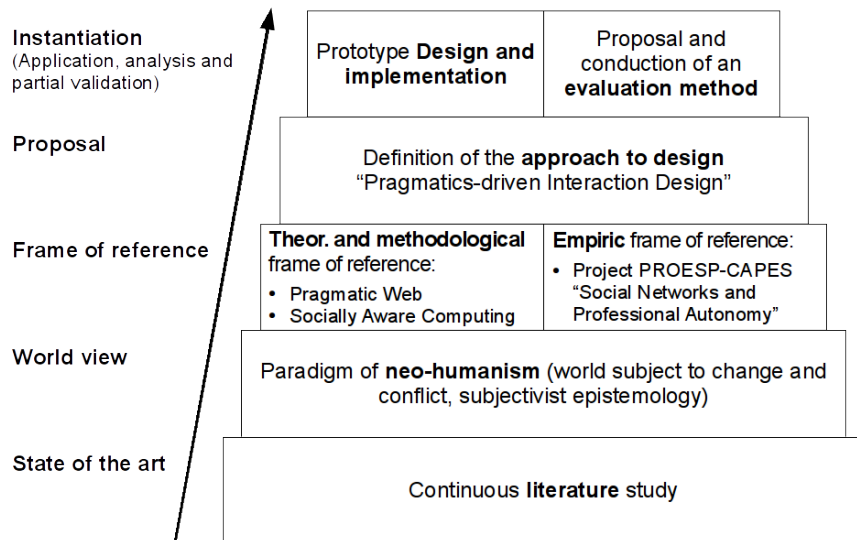 Instantiation
(Application, analysis and
partial validation)
Prototype Design and
implementation
Proposal and
conduction of an
evaluation method
Proposal
Definition of the approach to design
“Pragmatics-driven Interaction Design”
Frame of reference
Theor. and methodological
frame of reference:
• Pragmatic Web
• Socially Aware Computing
Empiric frame of reference:
• Project PROESP-CAPES
“Social Networks and
Professional Autonomy”
World view
Paradigm of neo-humanism (world subject to change and
conflict, subjectivist epistemology)
State of the art
Continuous literature study